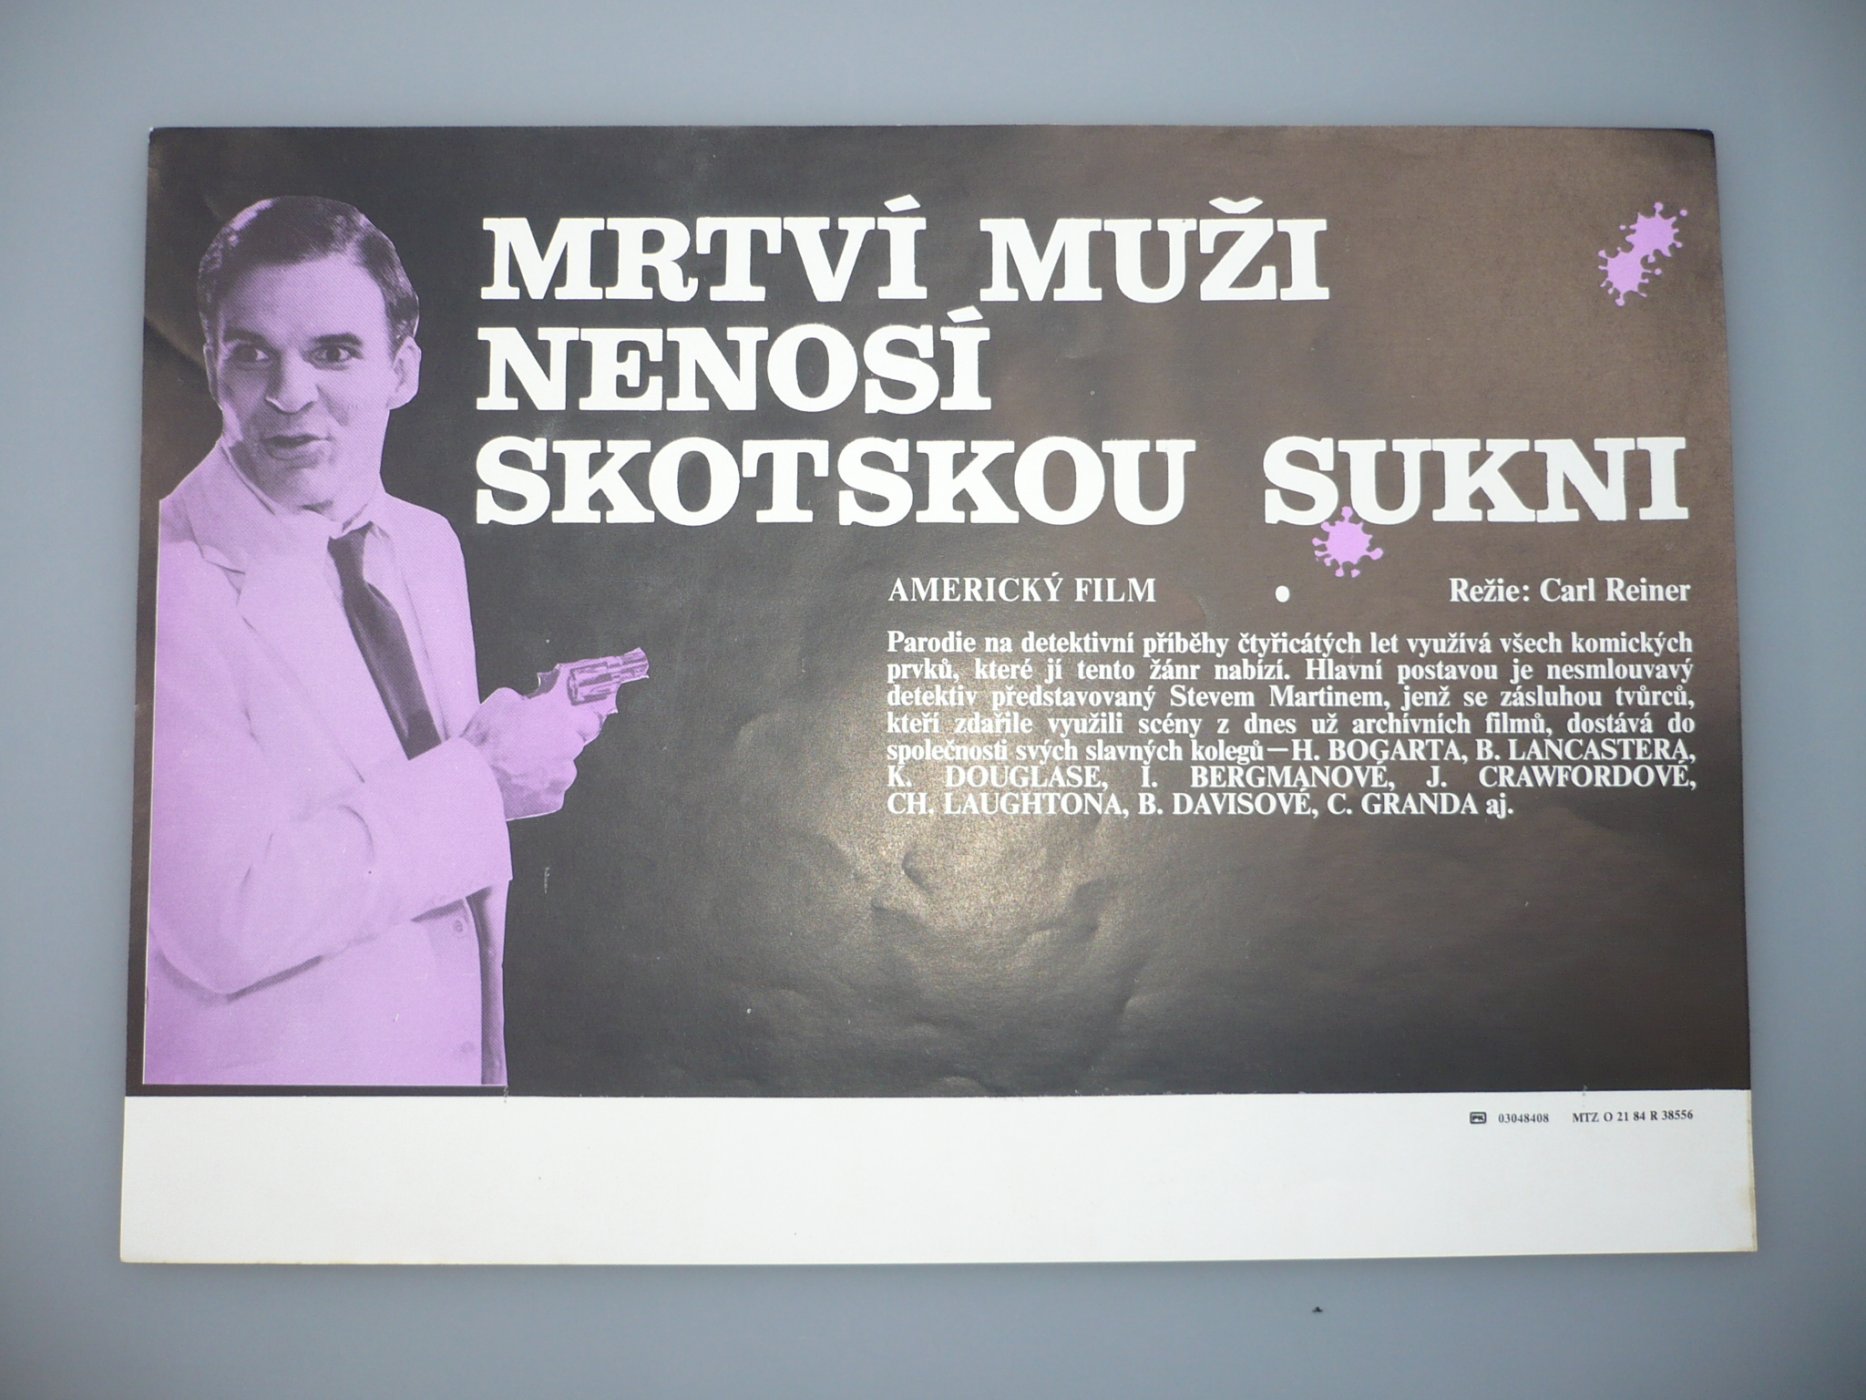 MRTVÍ MUŽI
NENOSÍ
SKOTSKOU SUKNI
AMERICKÝ FILM • Režie: Carl Reiner
Parodie na detektivní příběhy čtyřicátých let využívá všech komických
prvků, které jí tento žánr nabízí. Hlavní postavou je nesmlouvavý
detektiv představovaný Stevem Martinem, jenž se zásluhou tvůrců,
kteří zdařile využili scény z dnes už archívních filmů, dostává do
společnosti svých slavných kolegů — H. BOGARTA, B. LANCASTERA,
K. DOUGLASE, I. BERGMANOVÉ, J. CRAWFORDOVÉ,
CH. LAUGHTONA, B. DAVISOVÉ, C. GRANDA aj.
03048408 MTZ O 21 84 R 38556